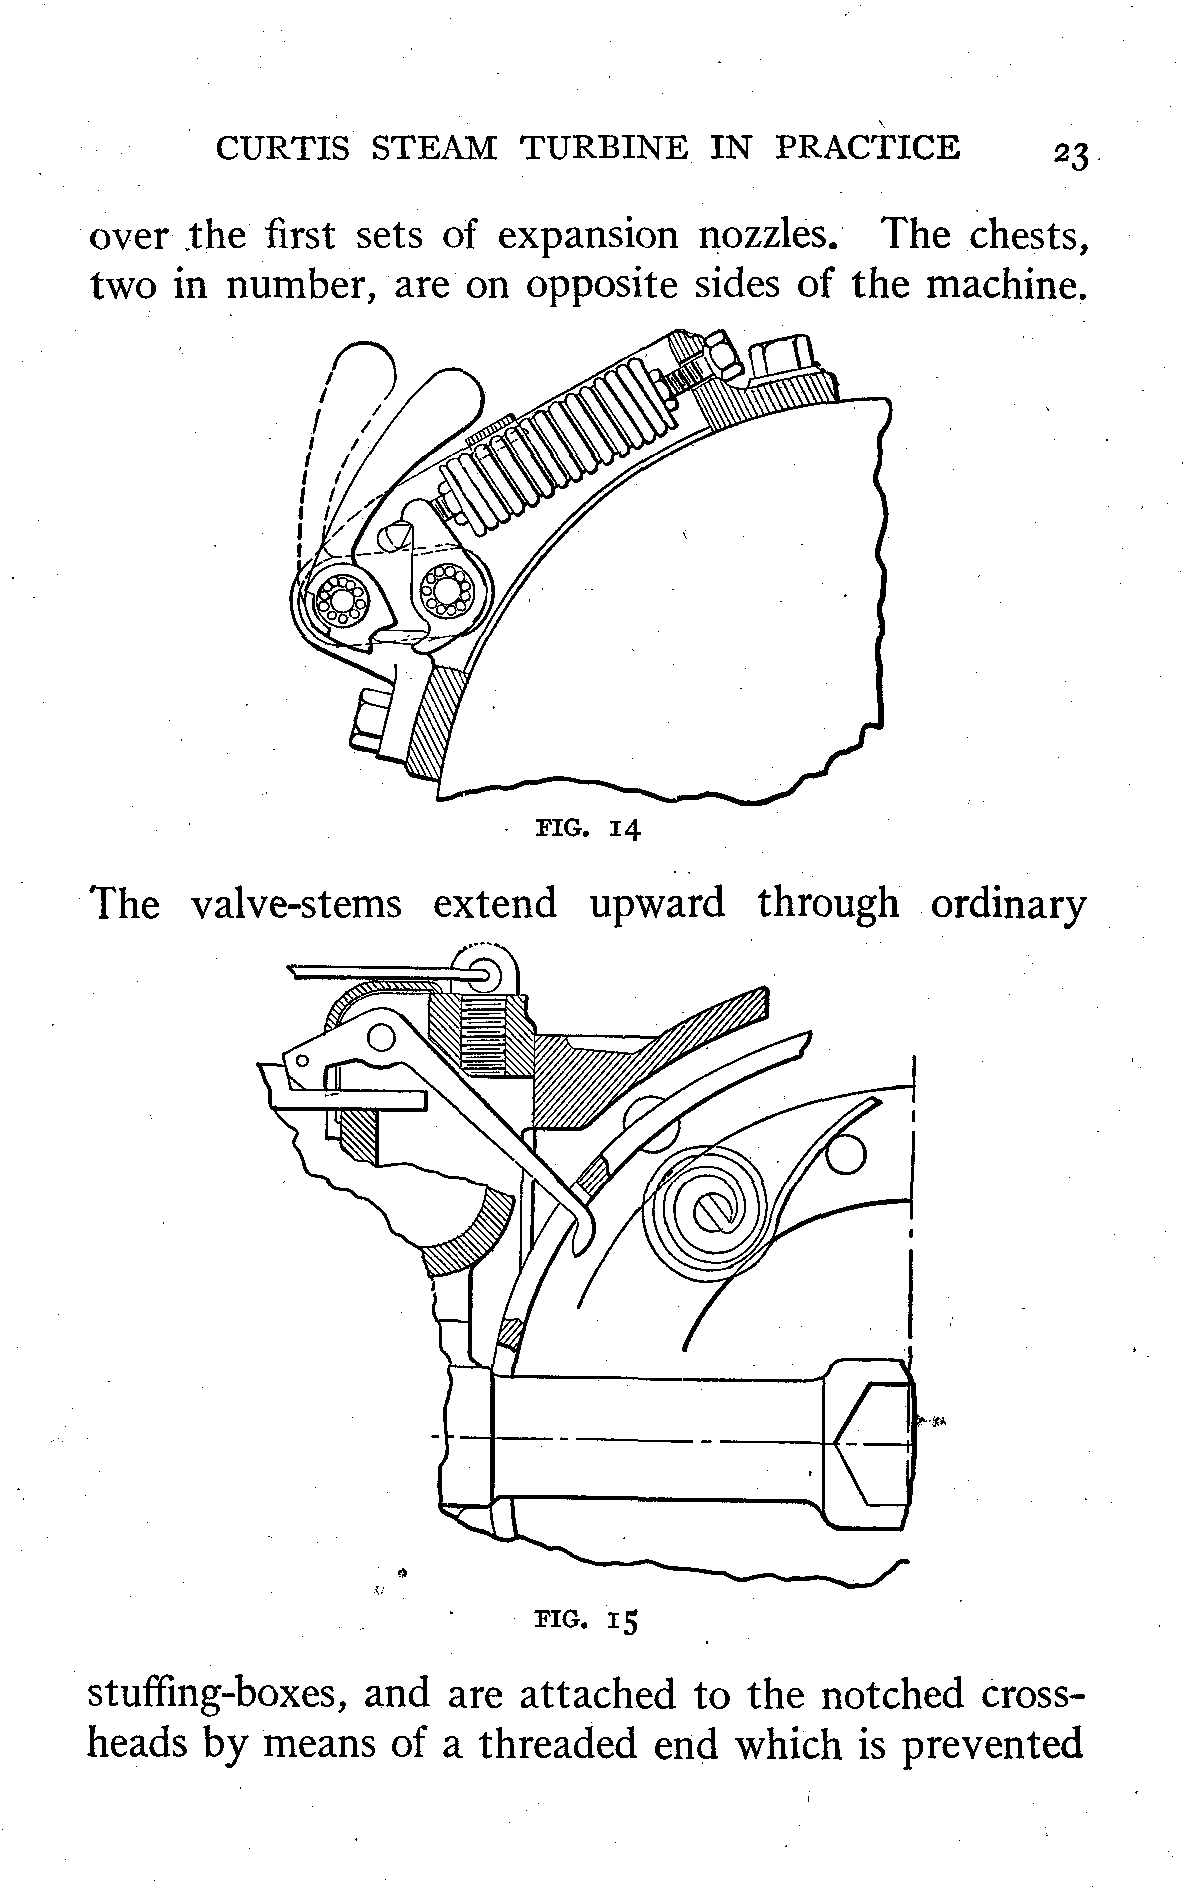 CURTIS STEAM TURBINE IN PRACTICE 23
over the first sets of expansion nozzles. The chests,
two in number, are on opposite sides of the machine.
FIG. 14
The valve-stems extend upward through ordinary
FIG. 15
stuffing-boxes, and are attached to the notched cross-
heads by means of a threaded end which is prevented